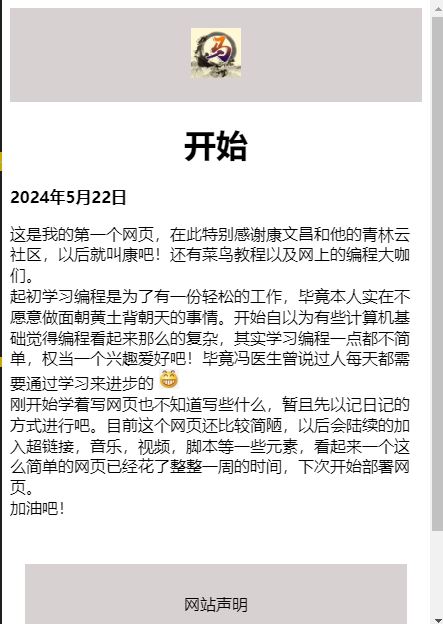 马
开始
2024年5月22日
这是我的第一个网页，在此特别感谢康文昌和他的青林云
社区，以后就叫康吧！还有菜鸟教程以及网上的编程大咖
们。
起初学习编程是为了有一份轻松的工作，毕竟本人实在不
愿意做面朝黄土背朝天的事情。开始自以为有些计算机基
础觉得编程看起来那么的复杂，其实学习编程一点都不简
单，权当一个兴趣爱好吧！毕竟冯医生曾说过人每天都需
要通过学习来进步的
刚开始学着写网页也不知道写些什么，暂且先以记日记的
方式进行吧。目前这个网页还比较简陋，以后会陆续的加
入超链接，音乐，视频，脚本等一些元素，看起来一个这
么简单的网页已经花了整整一周的时间，下次开始部署网
页。
加油吧！
网站声明